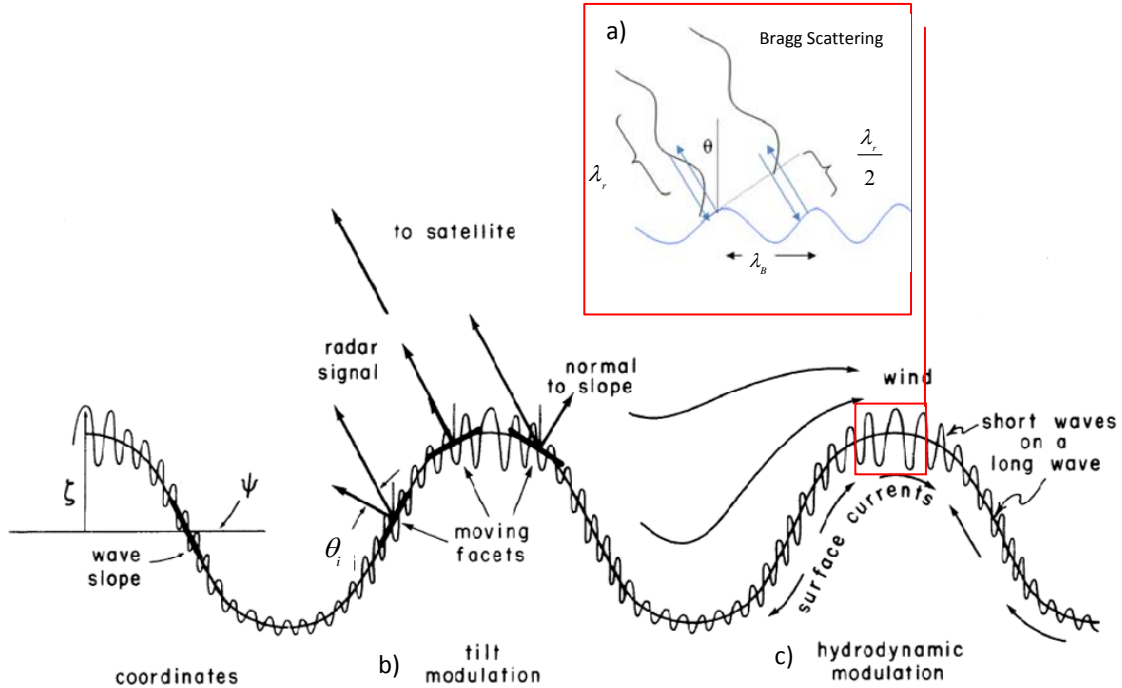 a)
Bragg Scattering
θ
λr
λr
2
λB
to satellite
radar
signal
normal
to slope
wind
short waves
on a
long wave
ζ
ψ
wave
slope
θi
moving
facets
surface currents
coordinates
b)
tilt
modulation
c)
hydrodynamic
modulation